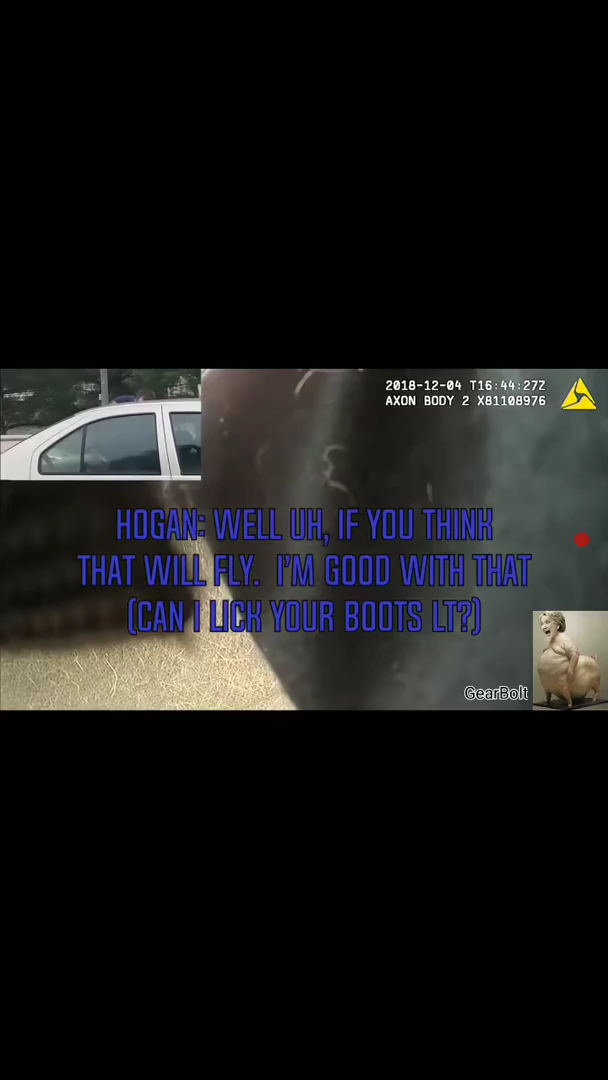 2018-12-04 T16:44:27Z
AXON BODY 2 X81108976
HOGAN: WELL UH, IF YOU THINK
THAT WILL FLY. I'M GOOD WITH THAT
(CAN I LICK YOUR BOOTS LT?)
GearBolt